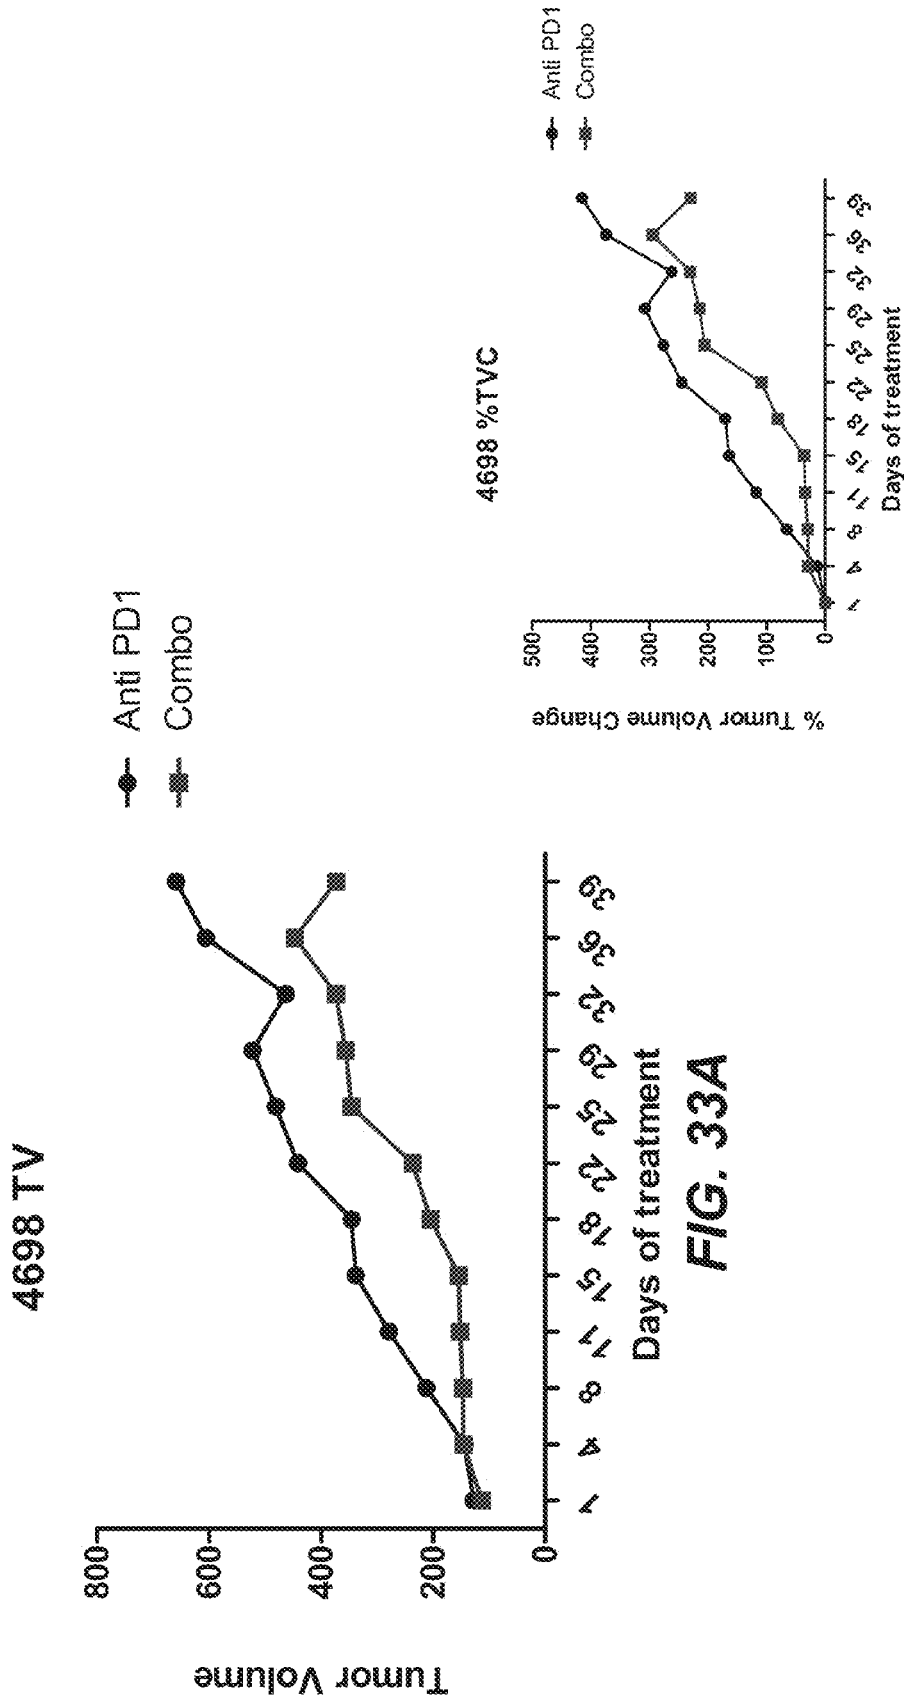 4698 TV
Anti PD1
Combo
Tumor Volume
800
600
400
200
0
1 4 8 11 15 18 22 25 29 32 36 39
Days of treatment
4698 %TVC
Anti PD1
Combo
% Tumor Volume Change
500
400
300
200
100
0
1 4 8 11 15 18 22 25 29 32 36 39
Days of treatment
FIG. 33A